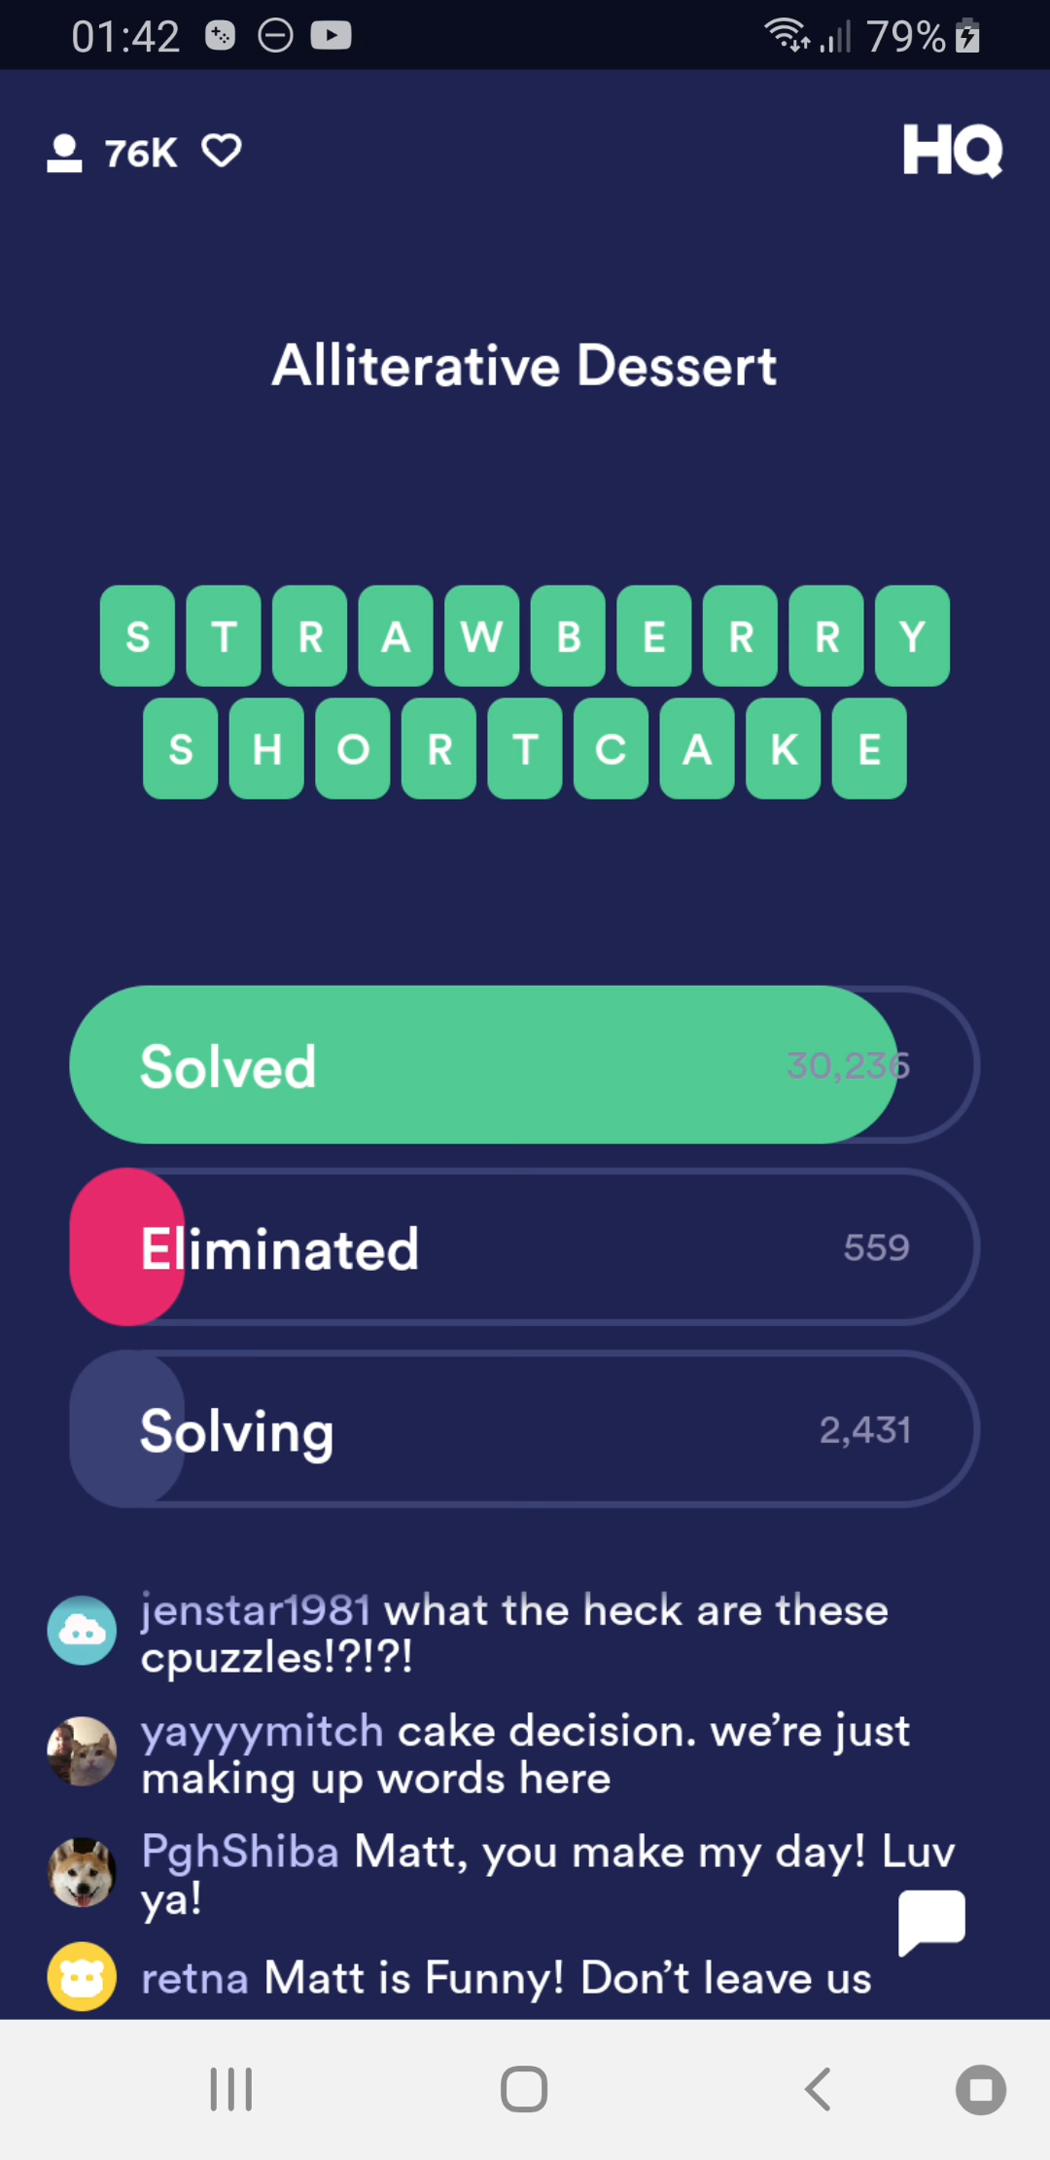 01:42 79%
76K HQ
Alliterative Dessert
STRAWBERRY
SHORTCAKE
Solved 30,236
Eliminated 559
Solving 2,431
jenstar1981 what the heck are these
cpuzzles!?!?!
yayyymitch cake decision. we’re just
making up words here
PghShiba Matt, you make my day! Luv
ya!
retna Matt is Funny! Don’t leave us